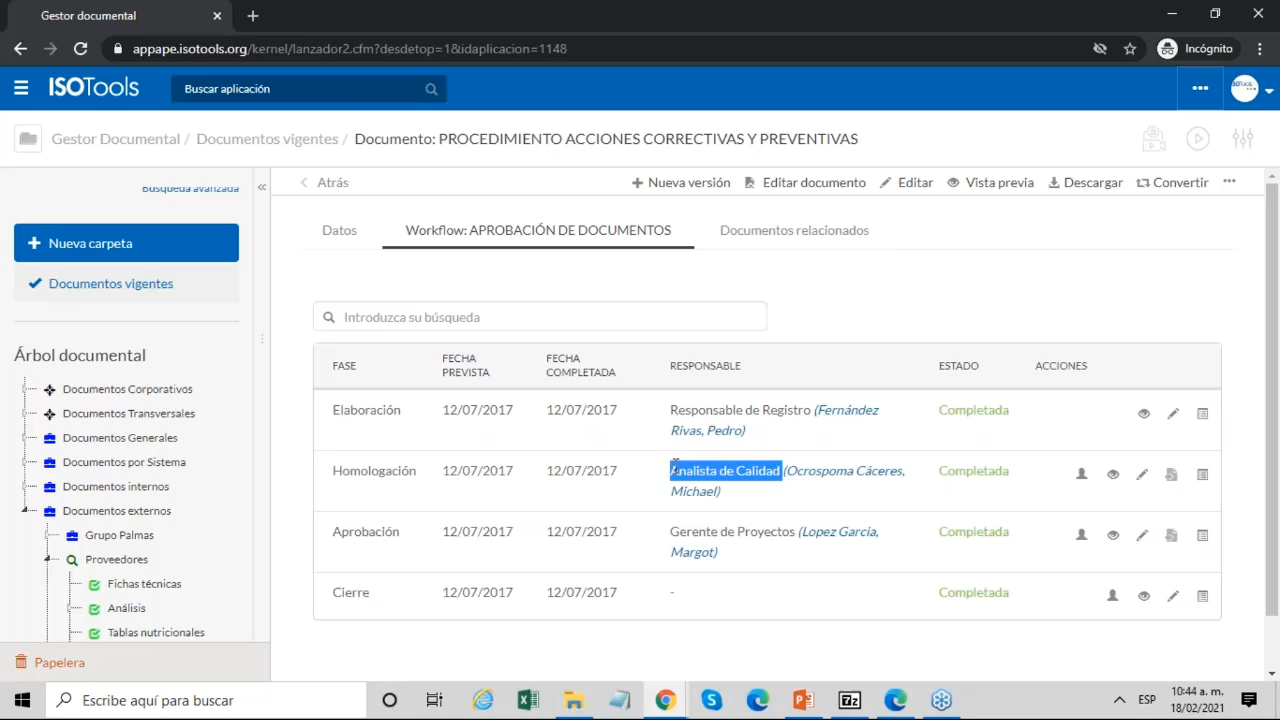 Gestor documental
appape.isotools.org/kernel/lanzador2.cfm?desdetop=1&idaplicacion=1148
Incógnito
ISOTools
Buscar aplicación
Gestor Documental / Documentos vigentes / Documento: PROCEDIMIENTO ACCIONES CORRECTIVAS Y PREVENTIVAS
Búsqueda avanzada
Atrás
Nueva versión
Editar documento
Editar
Vista previa
Descargar
Convertir
Nueva carpeta
Documentos vigentes
Datos
Workflow: APROBACIÓN DE DOCUMENTOS
Documentos relacionados
Introduzca su búsqueda
Árbol documental
Documentos Corporativos
Documentos Transversales
Documentos Generales
Documentos por Sistema
Documentos internos
Documentos externos
Grupo Palmas
Proveedores
Fichas técnicas
Análisis
Tablas nutricionales
Papelera
FASE
FECHA
PREVISTA
FECHA
COMPLETADA
RESPONSABLE
ESTADO
ACCIONES
Elaboración 12/07/2017 12/07/2017 Responsable de Registro (Fernández
Rivas, Pedro)
Completada
Homologación 12/07/2017 12/07/2017 Analista de Calidad (Ocrospoma Cáceres,
Michael)
Completada
Aprobación 12/07/2017 12/07/2017 Gerente de Proyectos (Lopez Garcia,
Margot)
Completada
Cierre 12/07/2017 12/07/2017 - Completada
Escribe aquí para buscar
ESP
10:44 a. m.
18/02/2021